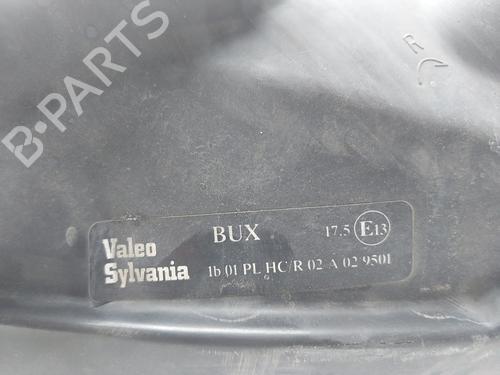 B-PARTS
R
Valeo
Sylvania
BUX
17.5 E13
1b 01 PL HC/R 02 A 02 9501